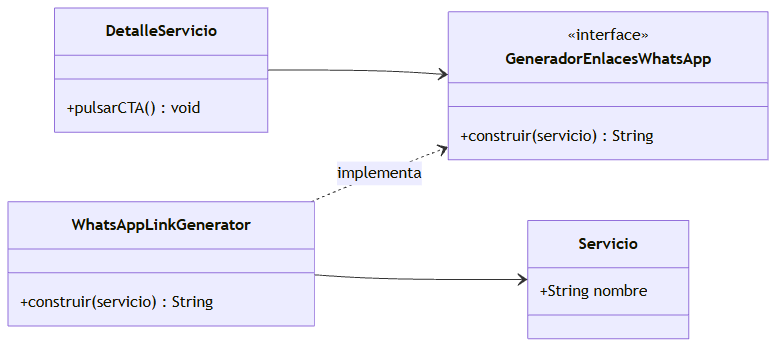 DetalleServicio
+pulsarCTA() : void
«interface»
GeneradorEnlacesWhatsApp
+construir(servicio) : String
implementa
WhatsAppLinkGenerator
+construir(servicio) : String
Servicio
+String nombre